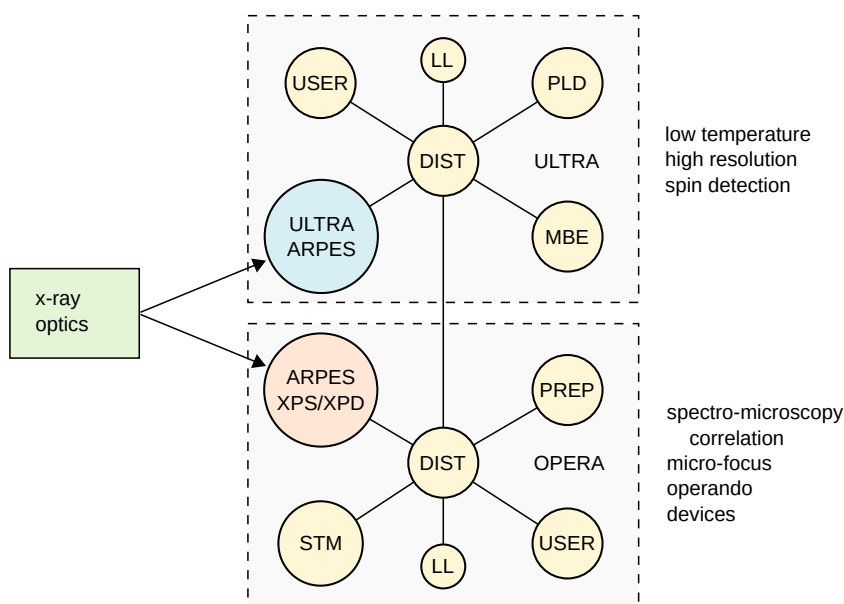 LL
USER
PLD
DIST
ULTRA
ULTRA
ARPES
MBE
low temperature
high resolution
spin detection
x-ray
optics
ARPES
XPS/XPD
PREP
DIST
OPERA
STM
LL
USER
spectro-microscopy
correlation
micro-focus
operando
devices